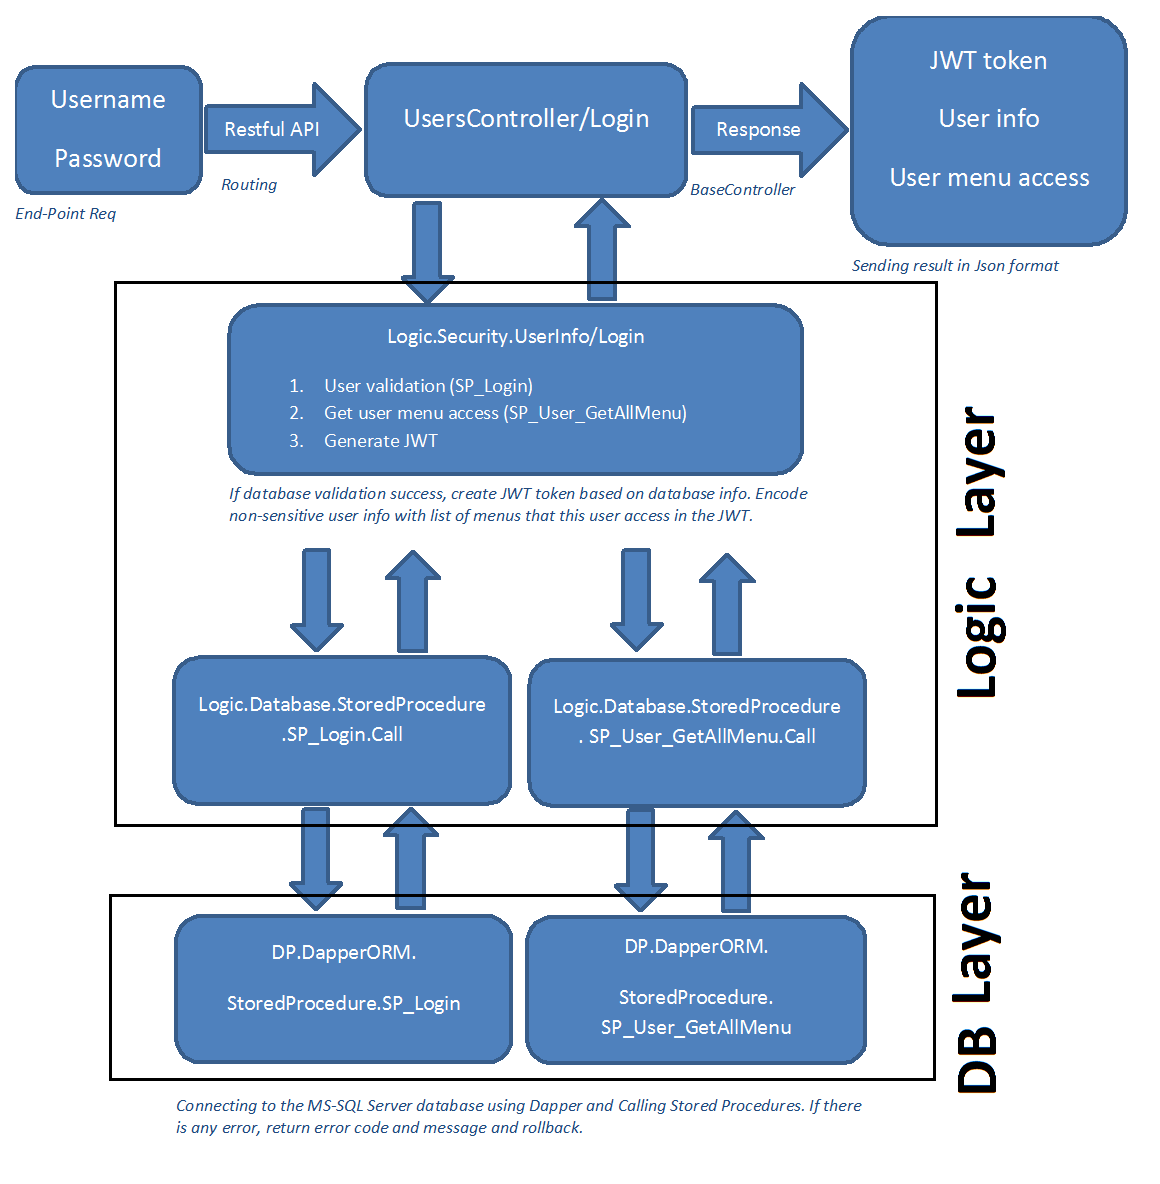 Username
Password
End-Point Req
Restful API
Routing
UsersController/Login
Response
BaseController
JWT token
User info
User menu access
Sending result in Json format
Logic.Security.UserInfo/Login
1. User validation (SP_Login)
2. Get user menu access (SP_User_GetAllMenu)
3. Generate JWT
If database validation success, create JWT token based on database info. Encode
non-sensitive user info with list of menus that this user access in the JWT.
Logic.Database.StoredProcedure
.SP_Login.Call
Logic.Database.StoredProcedure
. SP_User_GetAllMenu.Call
Logic Layer
DP.DapperORM.
StoredProcedure.SP_Login
DP.DapperORM.
StoredProcedure.
SP_User_GetAllMenu
DB Layer
Connecting to the MS-SQL Server database using Dapper and Calling Stored Procedures. If there
is any error, return error code and message and rollback.